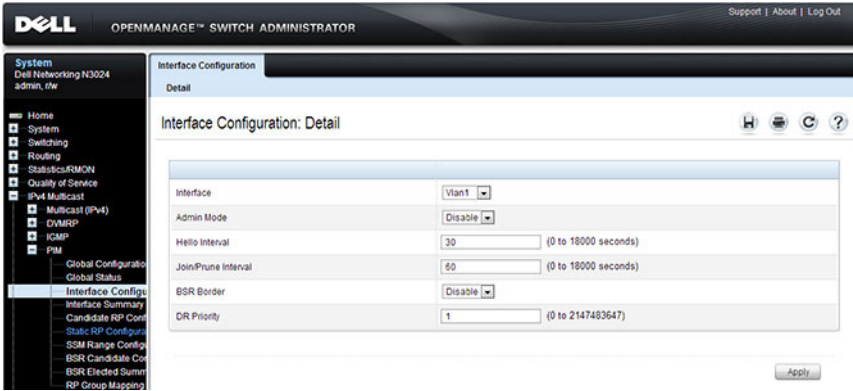 Support | About | Log Out
DELL OPENMANAGE™ SWITCH ADMINISTRATOR
System
Dell Networking N3024
admin, r/w
Home
System
Switching
Routing
Statistics/RMON
Quality of Service
IPv4 Multicast
Multicast (IPv4)
DVMRP
IGMP
PIM
Global Configuratio
Global Status
Interface Configu
Interface Summary
Candidate RP Conf
Static RP Configura
SSM Range Configu
BSR Candidate Con
BSR Elected Summ
RP Group Mapping
Interface Configuration
Detail
Interface Configuration: Detail
Interface Vlan1
Admin Mode Disable
Hello Interval 30 (0 to 18000 seconds)
Join/Prune Interval 60 (0 to 18000 seconds)
BSR Border Disable
DR Priority 1 (0 to 2147483647)
Apply